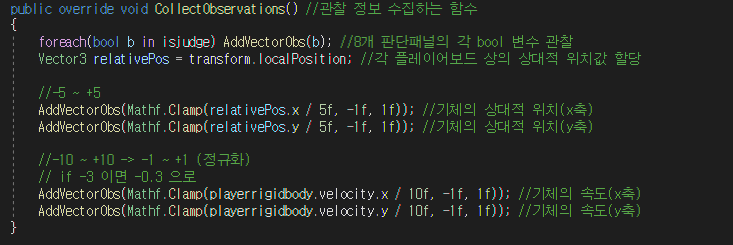 public override void CollectObservations() //관찰 정보 수집하는 함수
{
foreach(bool b in isjudge) AddVectorObs(b); //8개 판단패널의 각 bool 변수 관찰
Vector3 relativePos = transform.localPosition; //각 플레이어보드 상의 상대적 위치값 할당
//-5 ~ +5
AddVectorObs(Mathf.Clamp(relativePos.x / 5f, -1f, 1f)); //기체의 상대적 위치(x축)
AddVectorObs(Mathf.Clamp(relativePos.y / 5f, -1f, 1f)); //기체의 상대적 위치(y축)
//-10 ~ +10 -> -1 ~ +1 (정규화)
// if -3 이면 -0.3 으로
AddVectorObs(Mathf.Clamp(playerrigidbody.velocity.x / 10f, -1f, 1f)); //기체의 속도(x축)
AddVectorObs(Mathf.Clamp(playerrigidbody.velocity.y / 10f, -1f, 1f)); //기체의 속도(y축)
}